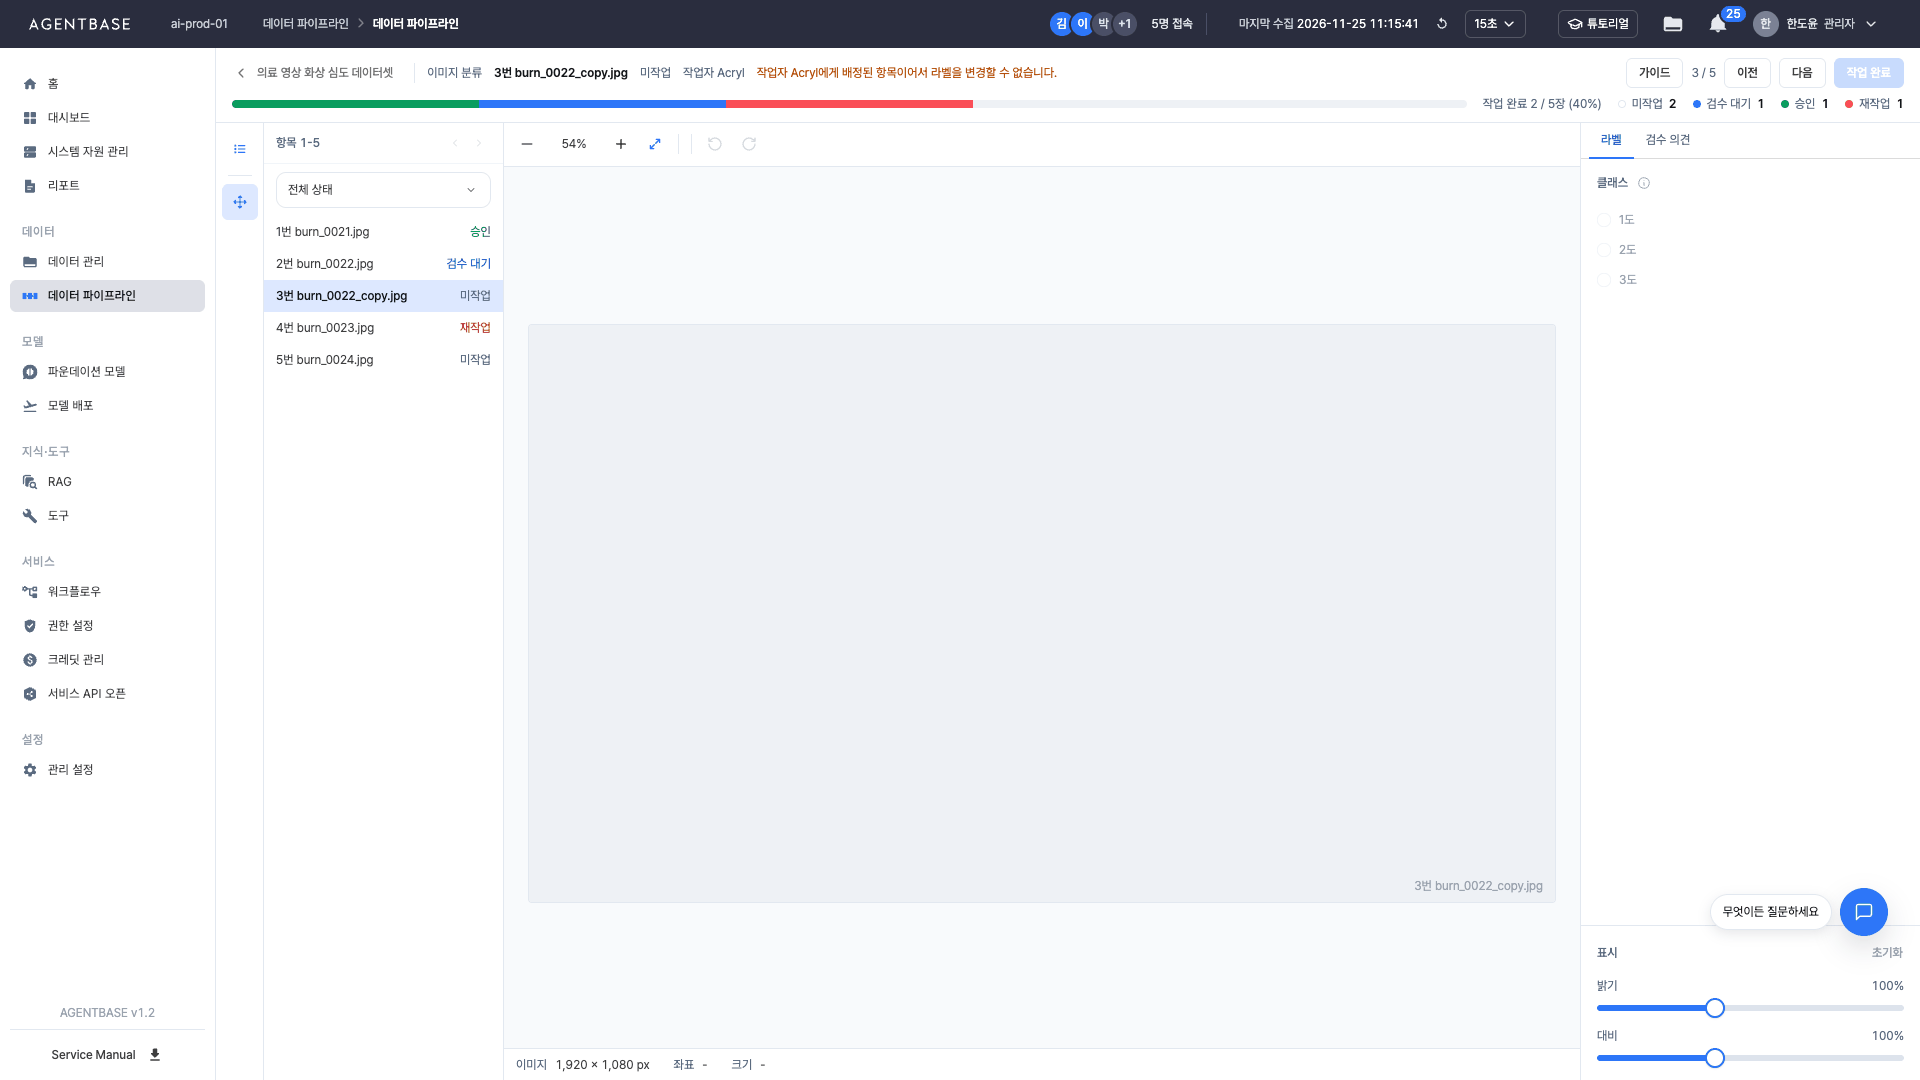 AGENTBASE
ai-prod-01
데이터 파이프라인 > 데이터 파이프라인
김 이 박 +1 5명 접속
마지막 수집 2026-11-25 11:15:41
15초
튜토리얼
25
한 한도윤 관리자
홈
대시보드
시스템 자원 관리
리포트
데이터
데이터 관리
데이터 파이프라인
모델
파운데이션 모델
모델 배포
지식·도구
RAG
도구
서비스
워크플로우
권한 설정
크레딧 관리
서비스 API 오픈
설정
관리 설정
AGENTBASE v1.2
Service Manual
의료 영상 화상 심도 데이터셋
이미지 분류 3번 burn_0022_copy.jpg 미작업 작업자 Acryl 작업자 Acryl에게 배정된 항목이어서 라벨을 변경할 수 없습니다.
가이드 3 / 5 이전 다음 작업 완료
작업 완료 2 / 5장 (40%) 미작업 2 검수 대기 1 승인 1 재작업 1
항목 1-5
전체 상태
1번 burn_0021.jpg 승인
2번 burn_0022.jpg 검수 대기
3번 burn_0022_copy.jpg 미작업
4번 burn_0023.jpg 재작업
5번 burn_0024.jpg 미작업
54%
3번 burn_0022_copy.jpg
이미지 1,920 × 1,080 px 좌표 - 크기 -
라벨 검수 의견
클래스
1도
2도
3도
무엇이든 질문하세요
표시 초기화
밝기 100%
대비 100%